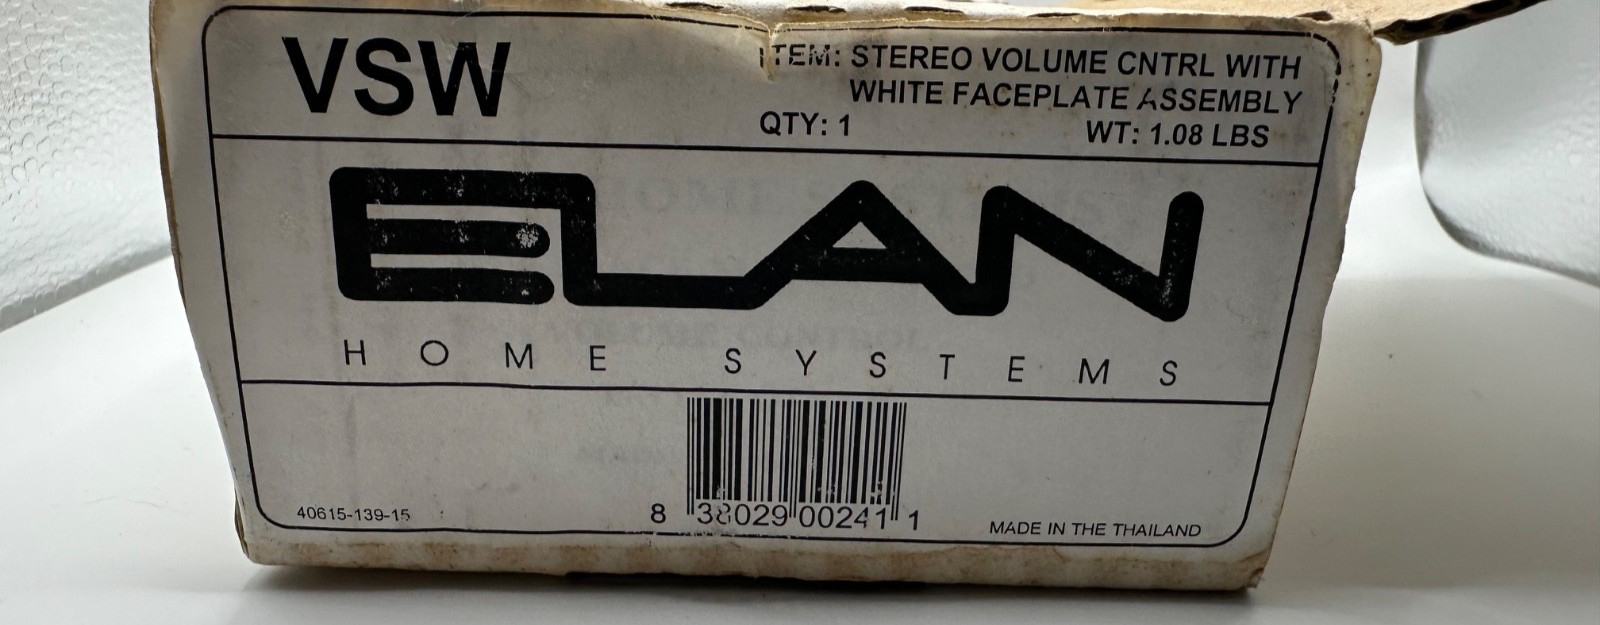 VSW
ITEM: STEREO VOLUME CNTRL WITH
WHITE FACEPLATE ASSEMBLY
QTY: 1 WT: 1.08 LBS
ELAN
HOME SYSTEMS
8 38029 00241 1
40615-139-15
MADE IN THE THAILAND